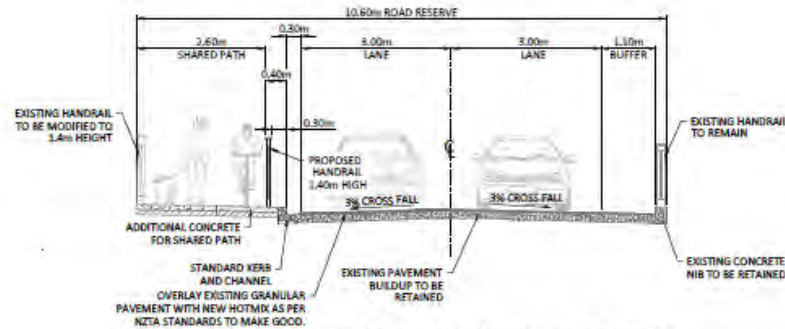 10.60m ROAD RESERVE
0.30m
2.60m
SHARED PATH
3.00m
LANE
3.00m
LANE
1.10m
BUFFER
0.40m
EXISTING HANDRAIL
TO BE MODIFIED TO
1.4m HEIGHT
0.30m
EXISTING HANDRAIL
TO REMAIN
PROPOSED
HANDRAIL
1.40m HIGH
3% CROSS FALL
3% CROSS FALL
ADDITIONAL CONCRETE
FOR SHARED PATH
STANDARD KERB
AND CHANNEL
EXISTING PAVEMENT
BUILDUP TO BE
RETAINED
EXISTING CONCRETE
NIB TO BE RETAINED
OVERLAY EXISTING GRANULAR
PAVEMENT WITH NEW HOTMIX AS PER
NZTA STANDARDS TO MAKE GOOD.